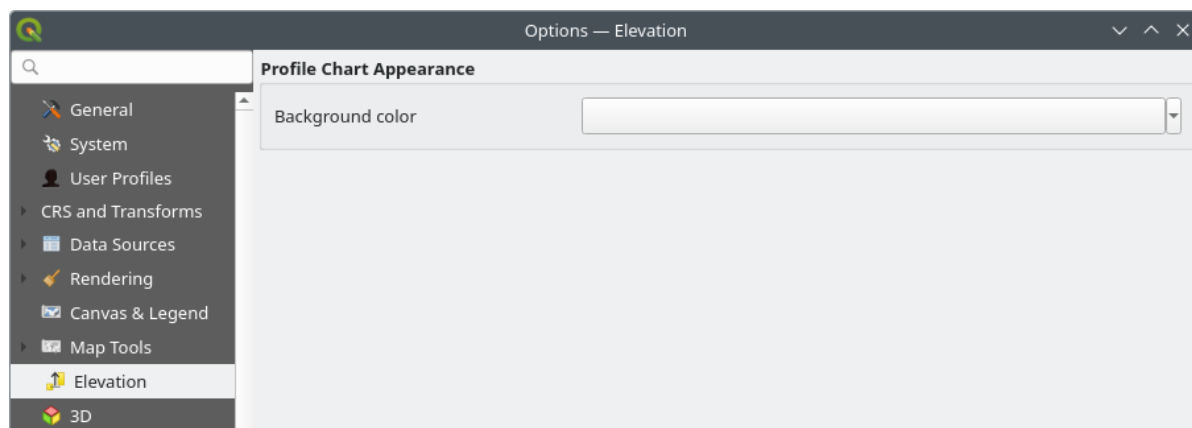 Options — Elevation
Profile Chart Appearance
Background color
General
System
User Profiles
CRS and Transforms
Data Sources
Rendering
Canvas & Legend
Map Tools
Elevation
3D